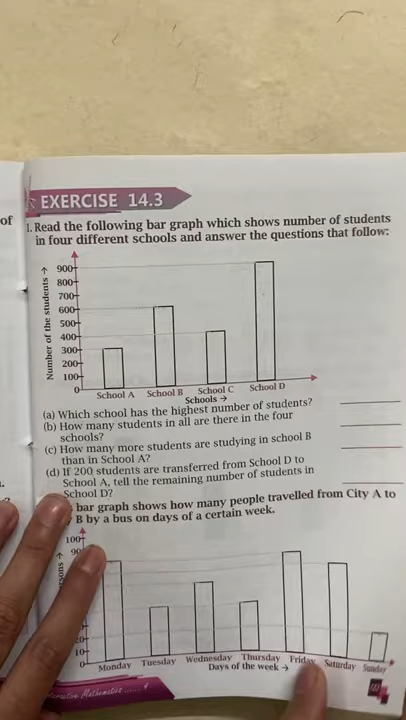 of
EXERCISE 14.3
1. Read the following bar graph which shows number of students
in four different schools and answer the questions that follow:
Number of the students →
900
800
700
600
500
400
300
200
100
0
School A School B School C School D
Schools →
(a) Which school has the highest number of students?
(b) How many students in all are there in the four
schools?
(c) How many more students are studying in school B
than in School A?
(d) If 200 students are transferred from School D to
School A, tell the remaining number of students in
School D?
bar graph shows how many people travelled from City A to
B by a bus on days of a certain week.
100
90
20
10
0
Monday Tuesday Wednesday Thursday Friday Saturday Sunday
Days of the week →
Mathematics